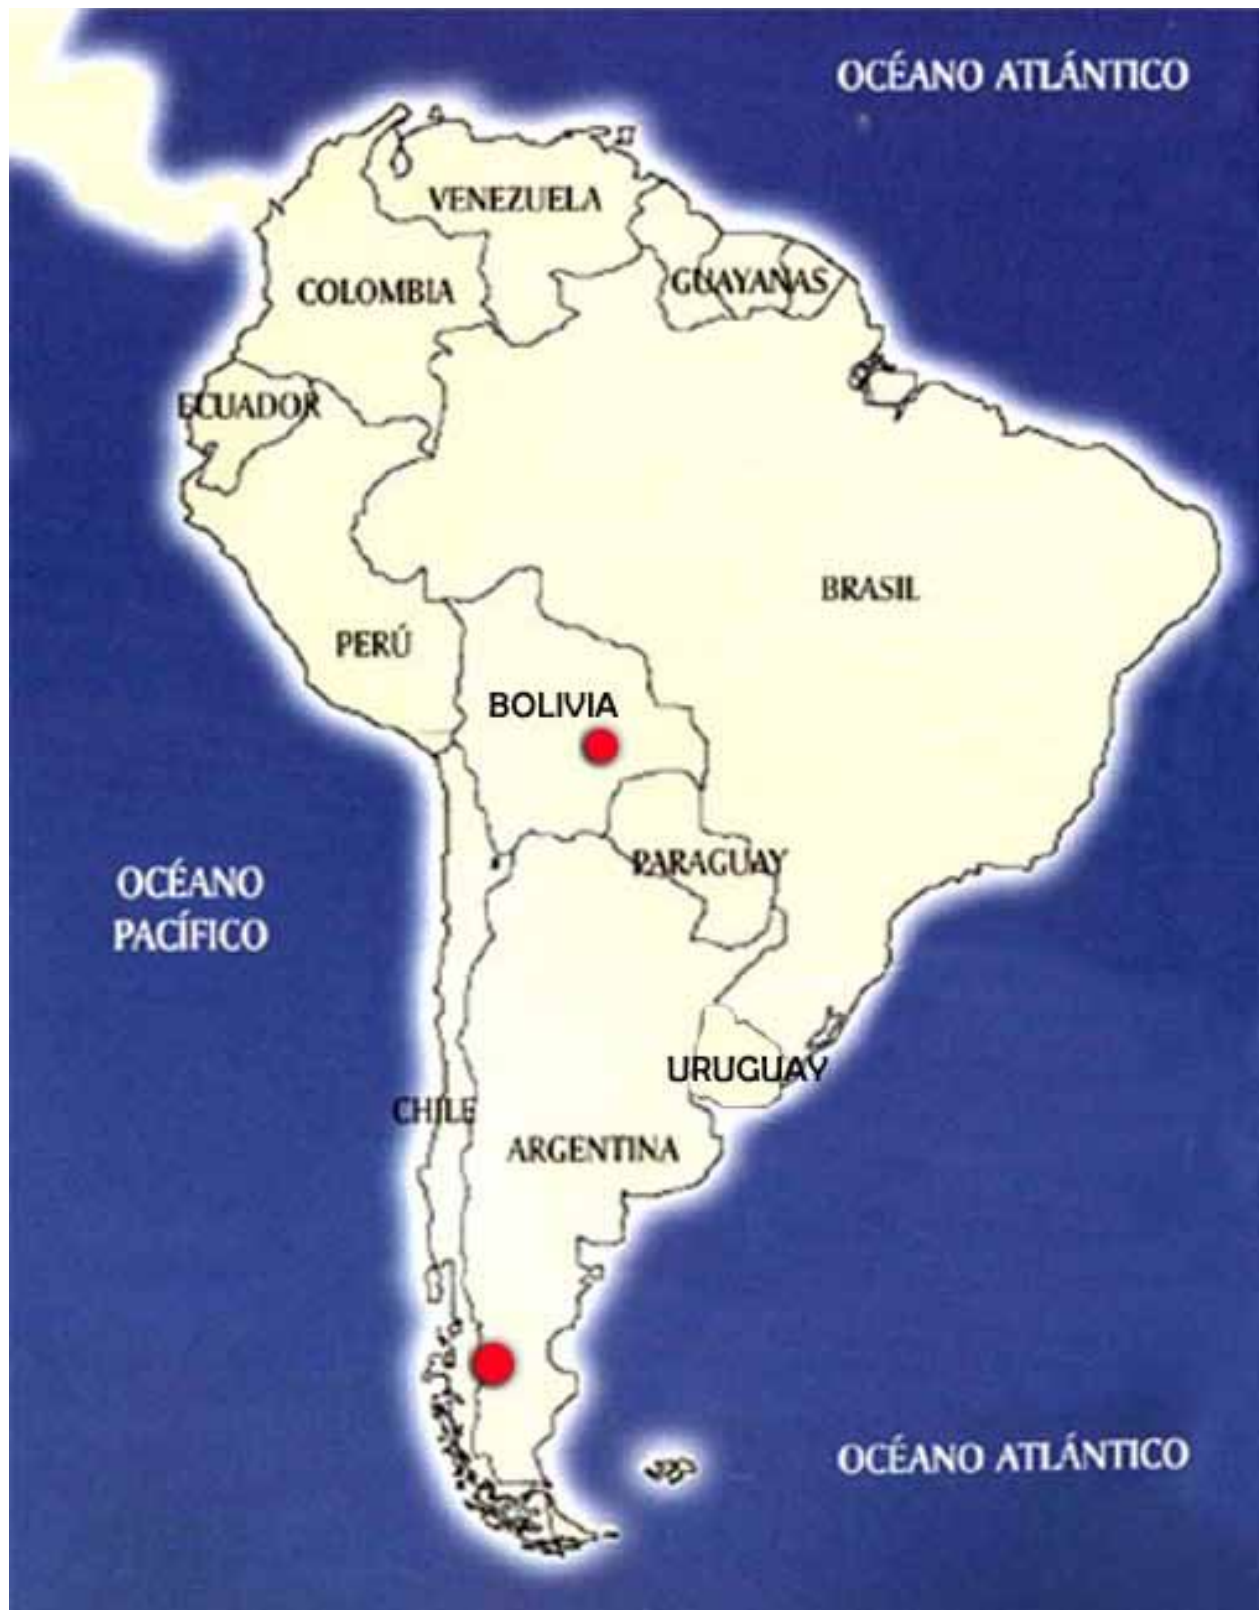 OCÉANO ATLÁNTICO
VENEZUELA
COLOMBIA
GUAYANAS
ECUADOR
BRASIL
PERÚ
BOLIVIA
PARAGUAY
OCÉANO
PACÍFICO
URUGUAY
CHILE
ARGENTINA
OCÉANO ATLÁNTICO